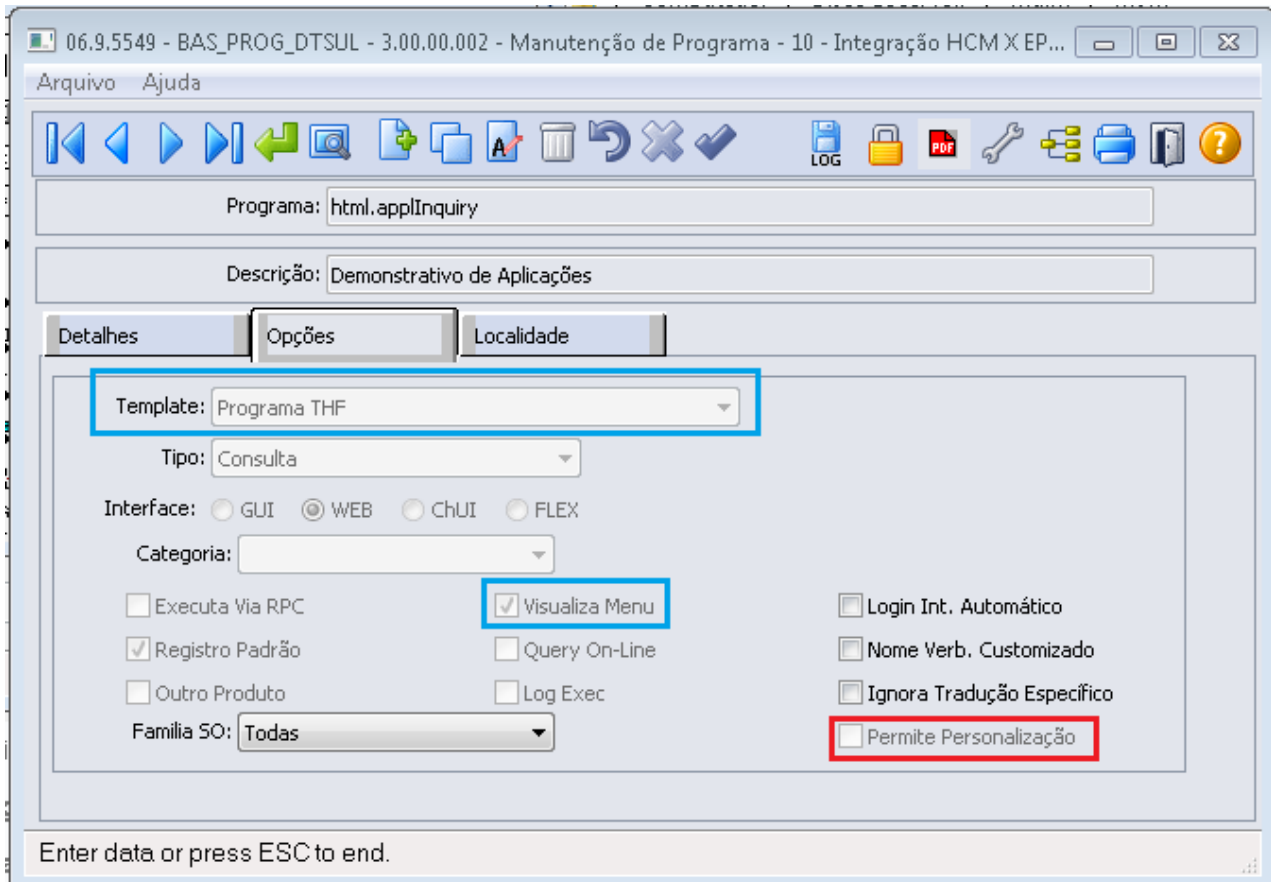 06.9.5549 - BAS_PROG_DTSUL - 3.00.00.002 - Manutenção de Programa - 10 - Integração HCM X EP...
Arquivo Ajuda
LOG PDF
Programa: html.applInquiry
Descrição: Demonstrativo de Aplicações
Detalhes Opções Localidade
Template: Programa THF
Tipo: Consulta
Interface: GUI WEB ChUI FLEX
Categoria:
Executa Via RPC Visualiza Menu Login Int. Automático
Registro Padrão Query On-Line Nome Verb. Customizado
Outro Produto Log Exec Ignora Tradução Específico
Familia SO: Todas Permite Personalização
Enter data or press ESC to end.